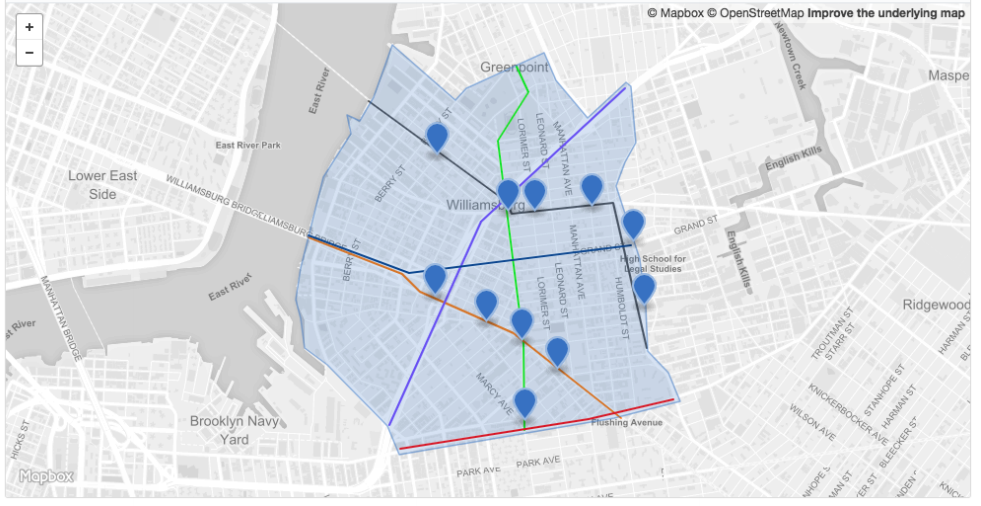 +
−
© Mapbox © OpenStreetMap Improve the underlying map
Greenpoint
Newtown Creek
Maspe
East River
East River Park
LORIMER ST
LEONARD ST
MANHATTAN AVE
English Kills
Lower East
Side
WILLIAMSBURG BRIDGE
BERRY ST
Williamsburg
GRAND ST
GRAND ST
BERRY ST
MANHATTAN AVE
English Kills
High School for
Legal Studies
MANHATTAN BRIDGE
East River
LORIMER ST
LEONARD ST
HUMBOLDT ST
Ridgewood
st River
TROUTMAN ST
STARR ST
HARMAN ST
MARCY AVE
STANHOPE ST
HARMAN ST
KNICKERBOCKER AVE
WILSON AVE
BLEECKER ST
Brooklyn Navy
Yard
Flushing Avenue
HICKS ST
PARK AVE
PARK AVE
Mapbox